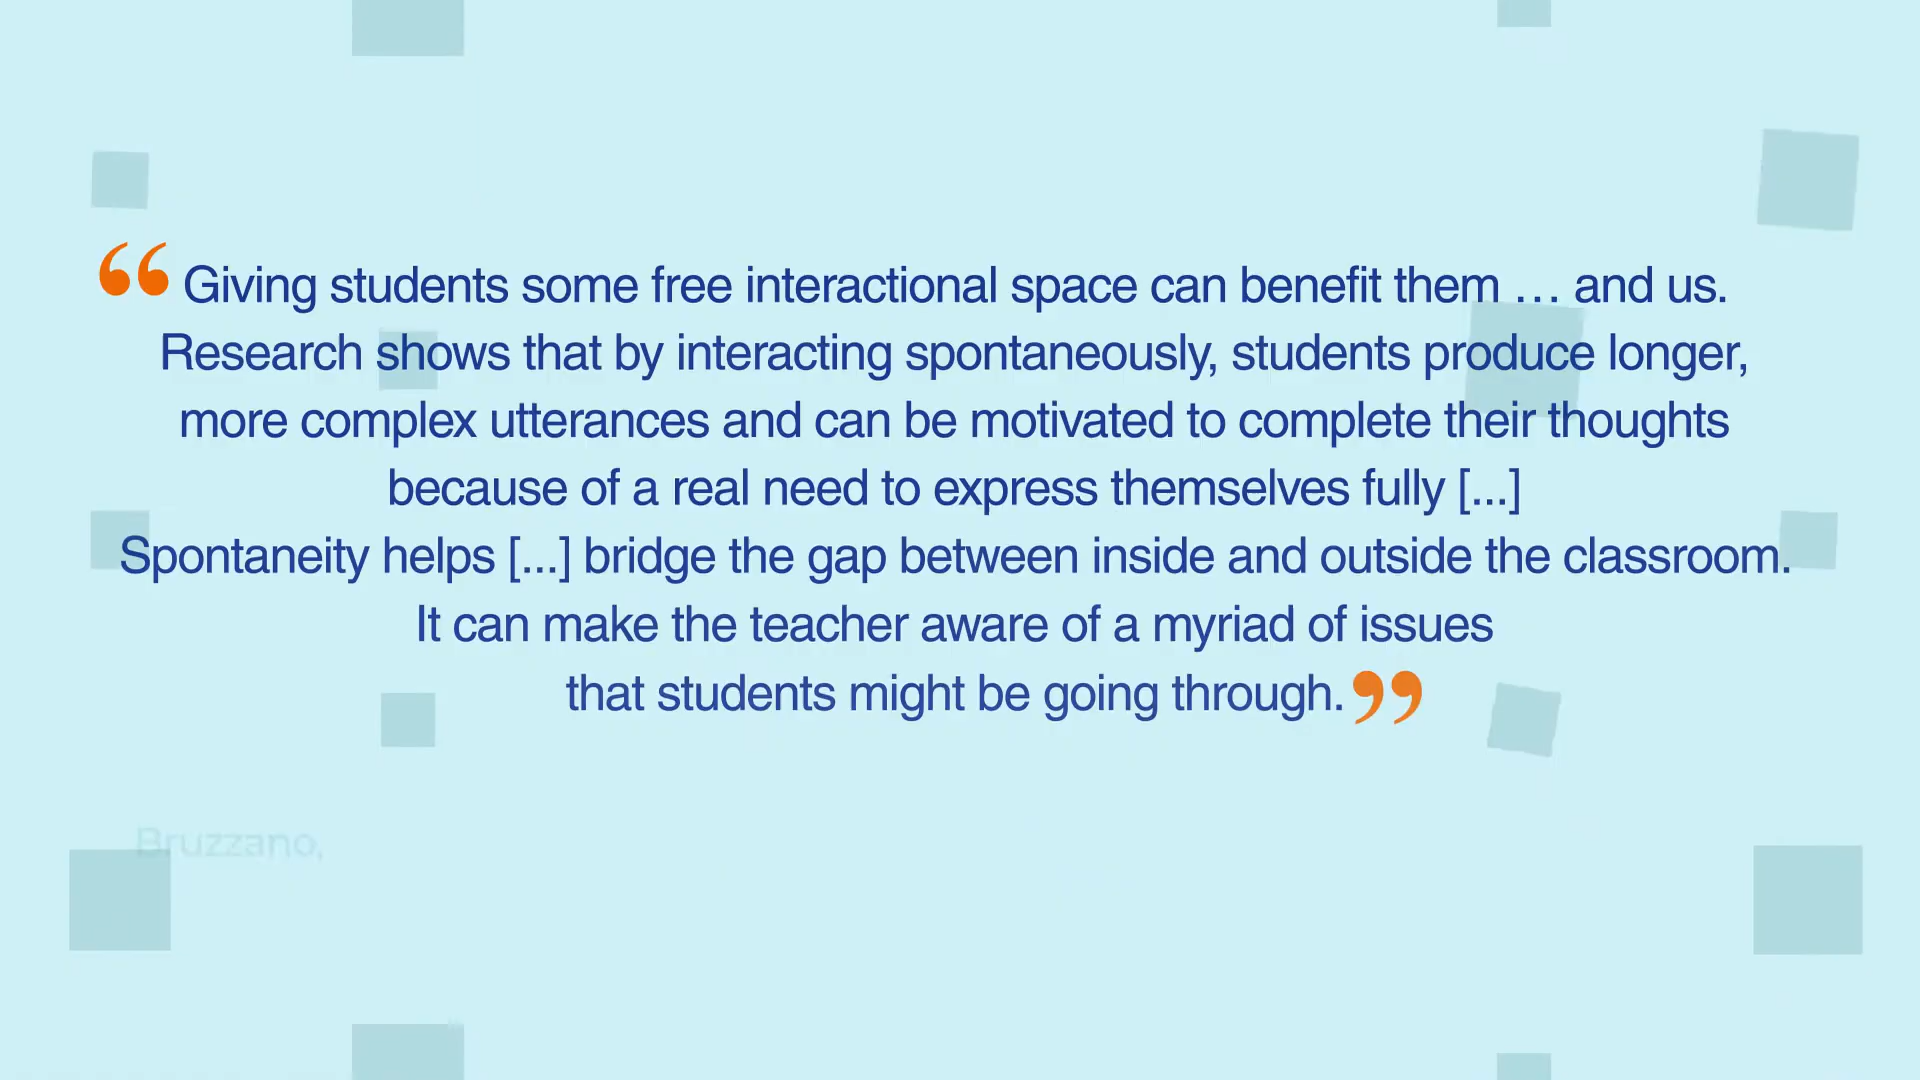 “Giving students some free interactional space can benefit them … and us.
Research shows that by interacting spontaneously, students produce longer,
more complex utterances and can be motivated to complete their thoughts
because of a real need to express themselves fully [...]
Spontaneity helps [...] bridge the gap between inside and outside the classroom.
It can make the teacher aware of a myriad of issues
that students might be going through.”
Bruzzano,